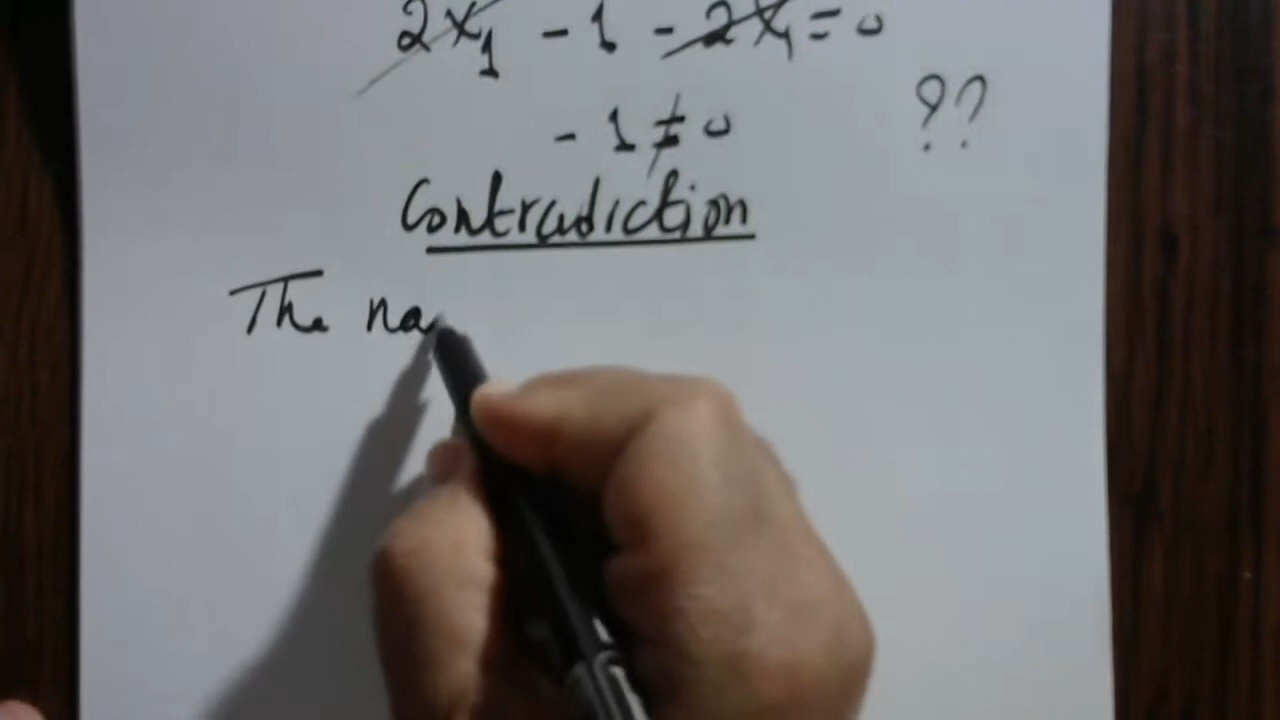 2x₁ - 1 - 2x₁ = 0
- 1 ≠ 0 ??
Contradiction
The na